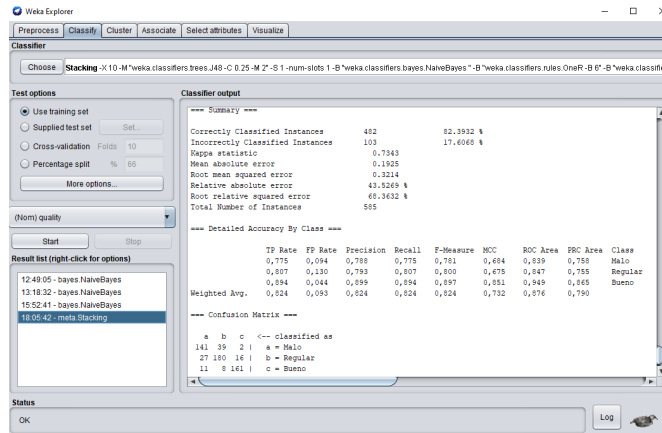 Weka Explorer
Preprocess Classify Cluster Associate Select attributes Visualize
Classifier
Choose Stacking -X 10 -M "weka.classifiers.trees.J48 -C 0.25 -M 2" -S 1 -num-slots 1 -B "weka.classifiers.bayes.NaiveBayes " -B "weka.classifiers.rules.OneR -B 6" -B "weka.classifi
Test options
Use training set
Supplied test set Set...
Cross-validation Folds 10
Percentage split % 66
More options...
(Nom) quality
Start Stop
Result list (right-click for options)
12:49:05 - bayes.NaiveBayes
13:18:32 - bayes.NaiveBayes
15:52:41 - bayes.NaiveBayes
18:05:42 - meta.Stacking
Classifier output
=== Summary ===
Correctly Classified Instances 482 82.3932 %
Incorrectly Classified Instances 103 17.6068 %
Kappa statistic 0.7343
Mean absolute error 0.1925
Root mean squared error 0.3214
Relative absolute error 43.5269 %
Root relative squared error 68.3632 %
Total Number of Instances 585
=== Detailed Accuracy By Class ===
TP Rate FP Rate Precision Recall F-Measure MCC ROC Area PRC Area Class
0,775 0,094 0,788 0,775 0,781 0,684 0,839 0,758 Malo
0,807 0,130 0,793 0,807 0,800 0,675 0,847 0,755 Regular
0,894 0,044 0,899 0,894 0,897 0,851 0,949 0,865 Bueno
Weighted Avg. 0,824 0,093 0,824 0,824 0,824 0,732 0,876 0,790
=== Confusion Matrix ===
a b c <-- classified as
141 39 2 | a = Malo
27 180 16 | b = Regular
11 8 161 | c = Bueno
Status
OK
Log